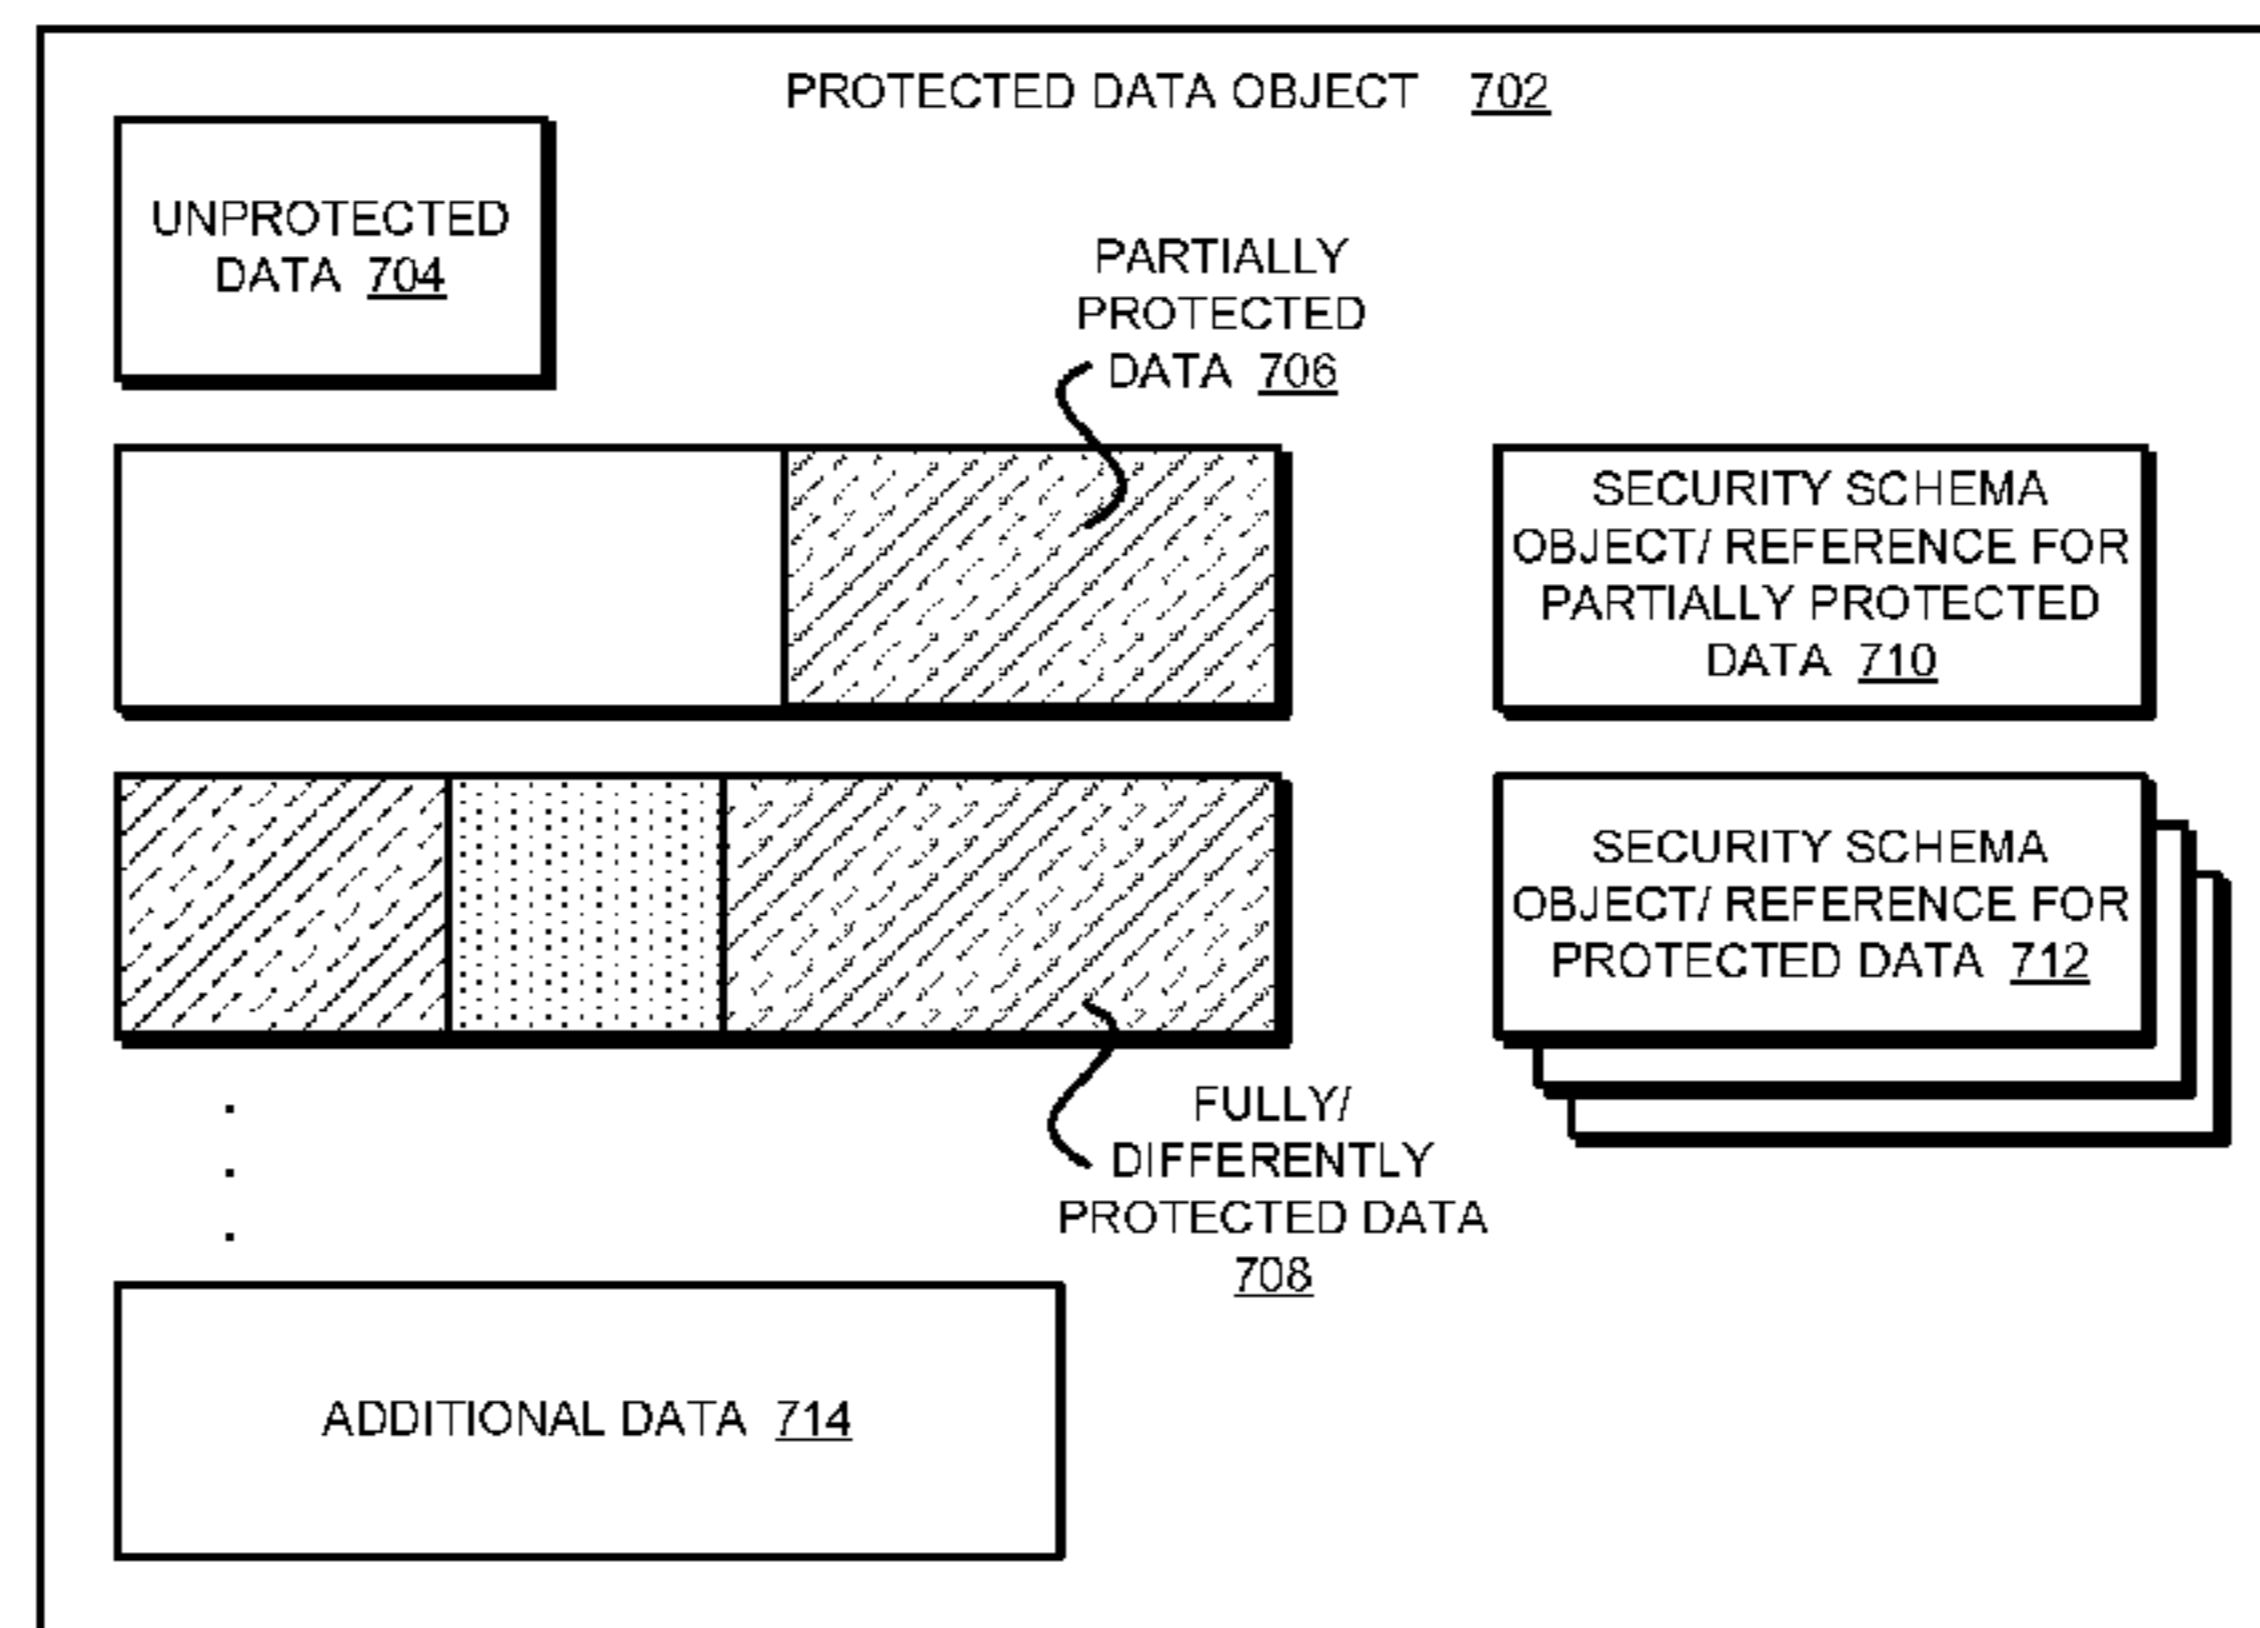 PROTECTED DATA OBJECT 702
UNPROTECTED
DATA 704
PARTIALLY
PROTECTED
DATA 706
SECURITY SCHEMA
OBJECT/ REFERENCE FOR
PARTIALLY PROTECTED
DATA 710
SECURITY SCHEMA
OBJECT/ REFERENCE FOR
PROTECTED DATA 712
FULLY/
DIFFERENTLY
PROTECTED DATA
708
ADDITIONAL DATA 714